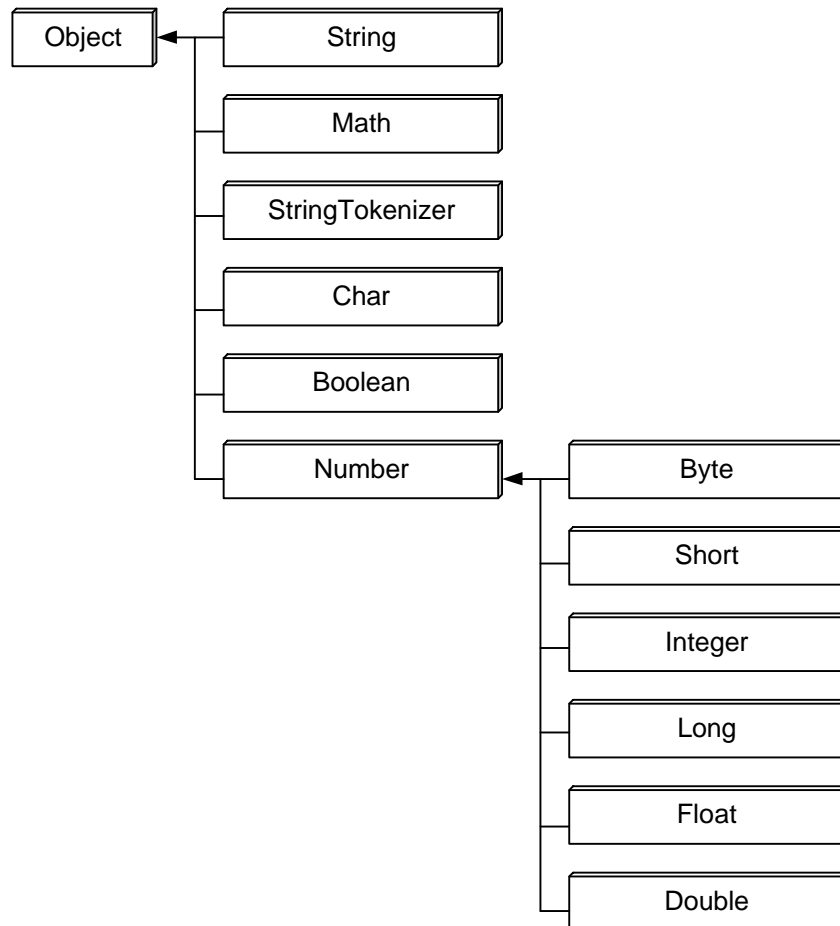 Object
String
Math
StringTokenizer
Char
Boolean
Number
Byte
Short
Integer
Long
Float
Double